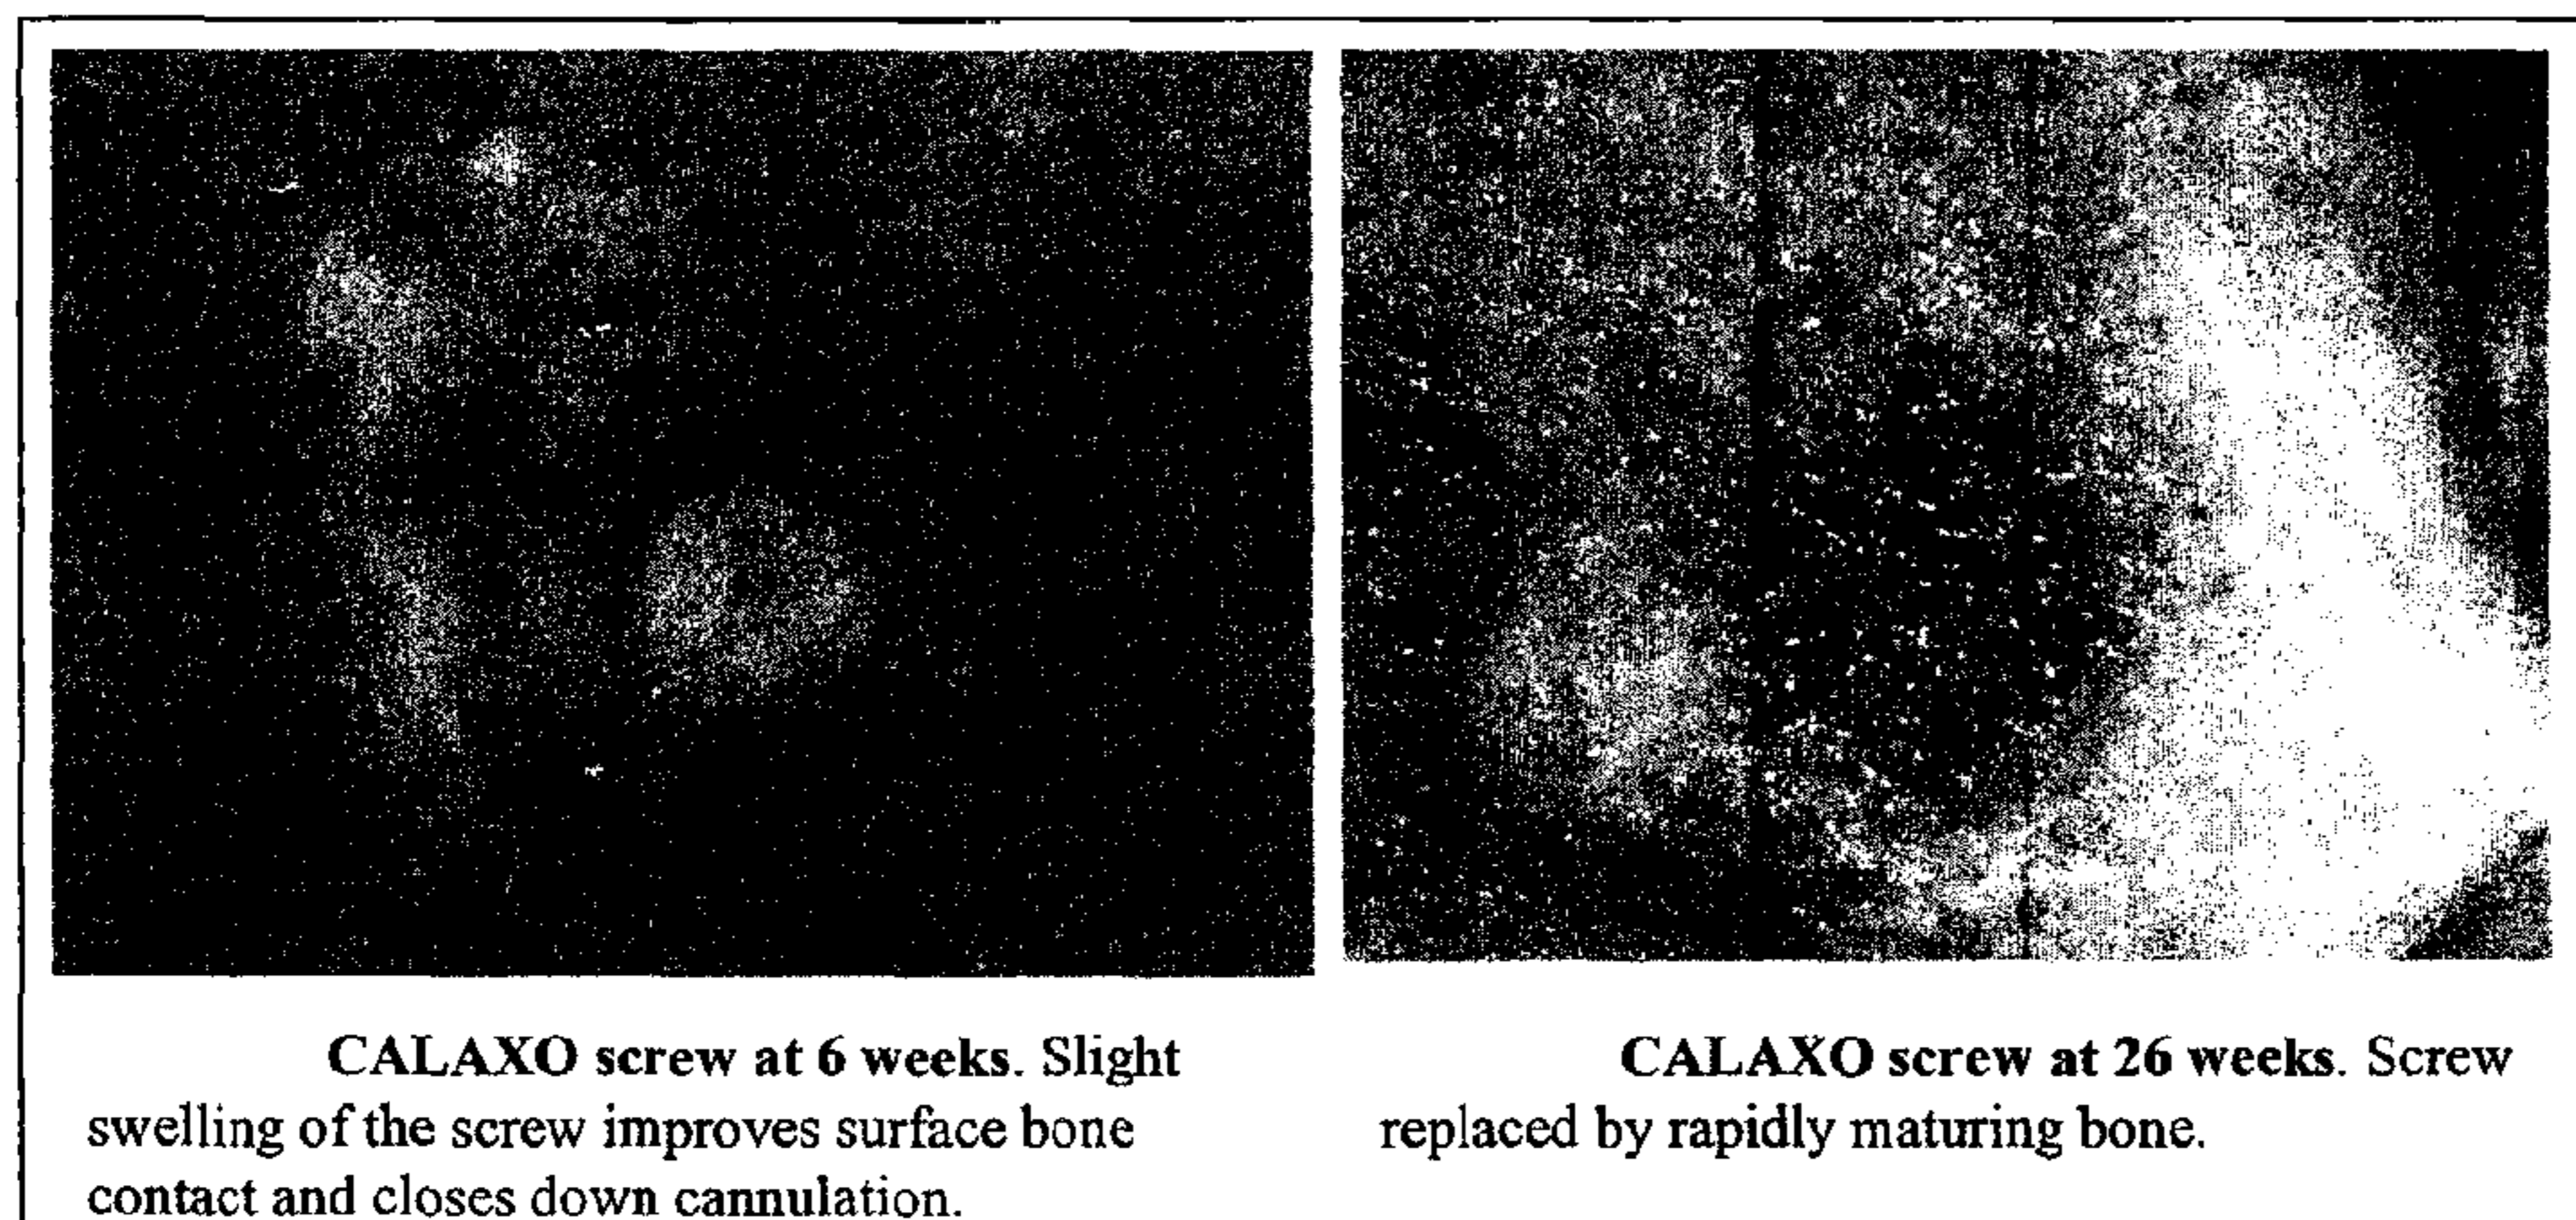 CALAXO screw at 6 weeks. Slight
swelling of the screw improves surface bone
contact and closes down cannulation.
CALAXO screw at 26 weeks. Screw
replaced by rapidly maturing bone.